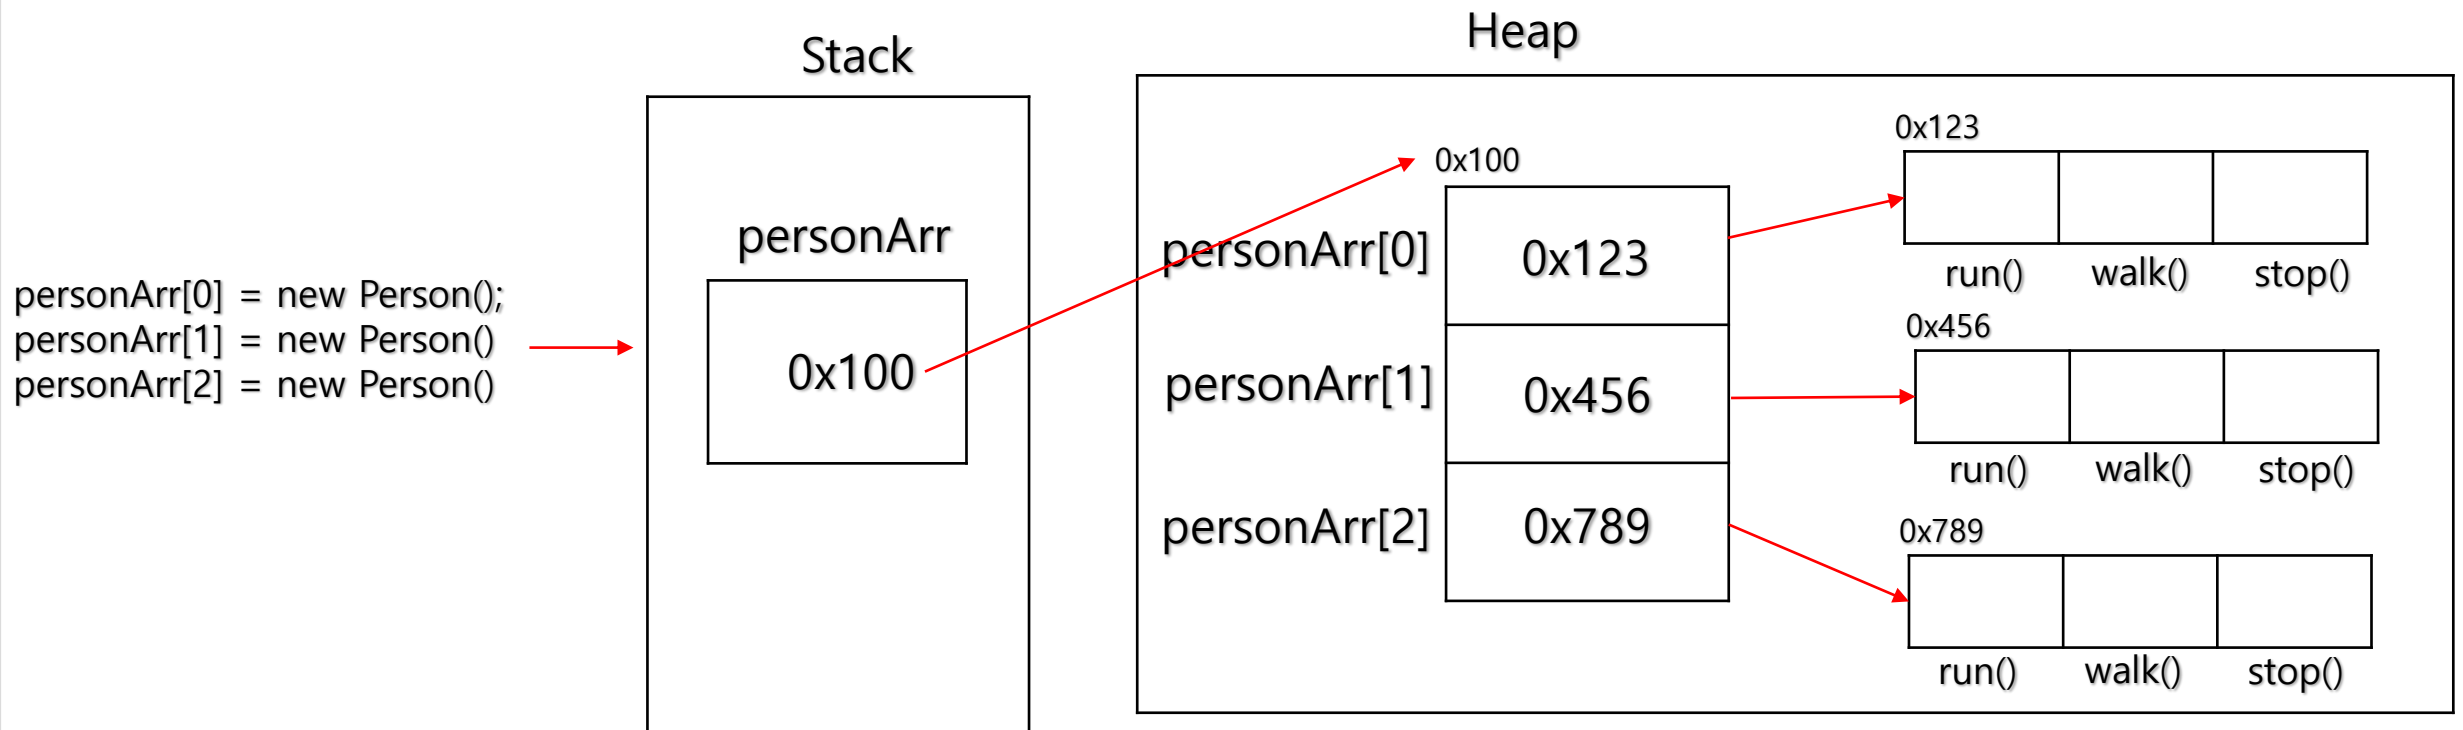 Stack
Heap
personArr[0] = new Person();
personArr[1] = new Person()
personArr[2] = new Person()
personArr
0x100
0x100
personArr[0]
0x123
personArr[1]
0x456
personArr[2]
0x789
0x123
run() walk() stop()
0x456
run() walk() stop()
0x789
run() walk() stop()